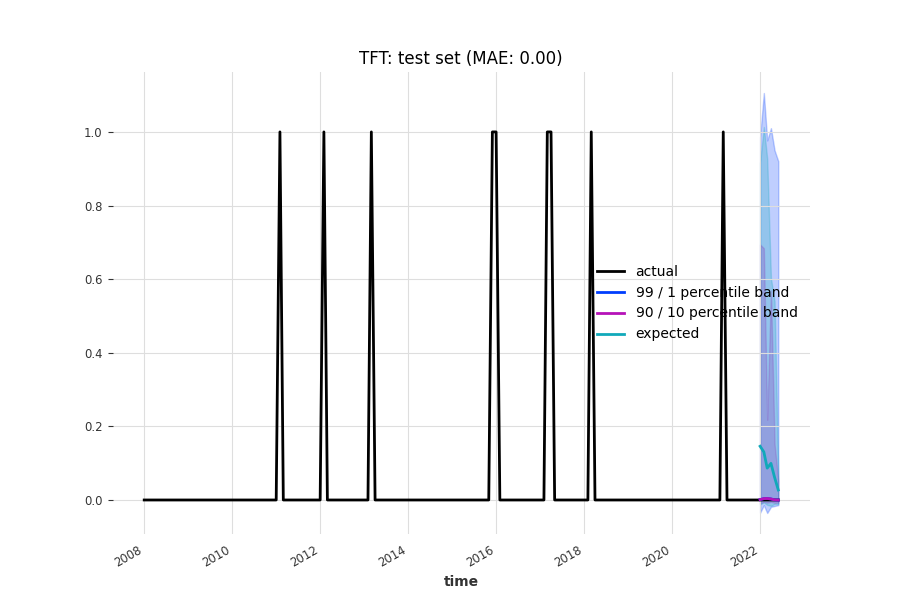 TFT: test set (MAE: 0.00)
1.0
0.8
0.6
0.4
0.2
0.0
actual
99 / 1 percentile band
90 / 10 percentile band
expected
2008
2010
2012
2014
2016
2018
2020
2022
time